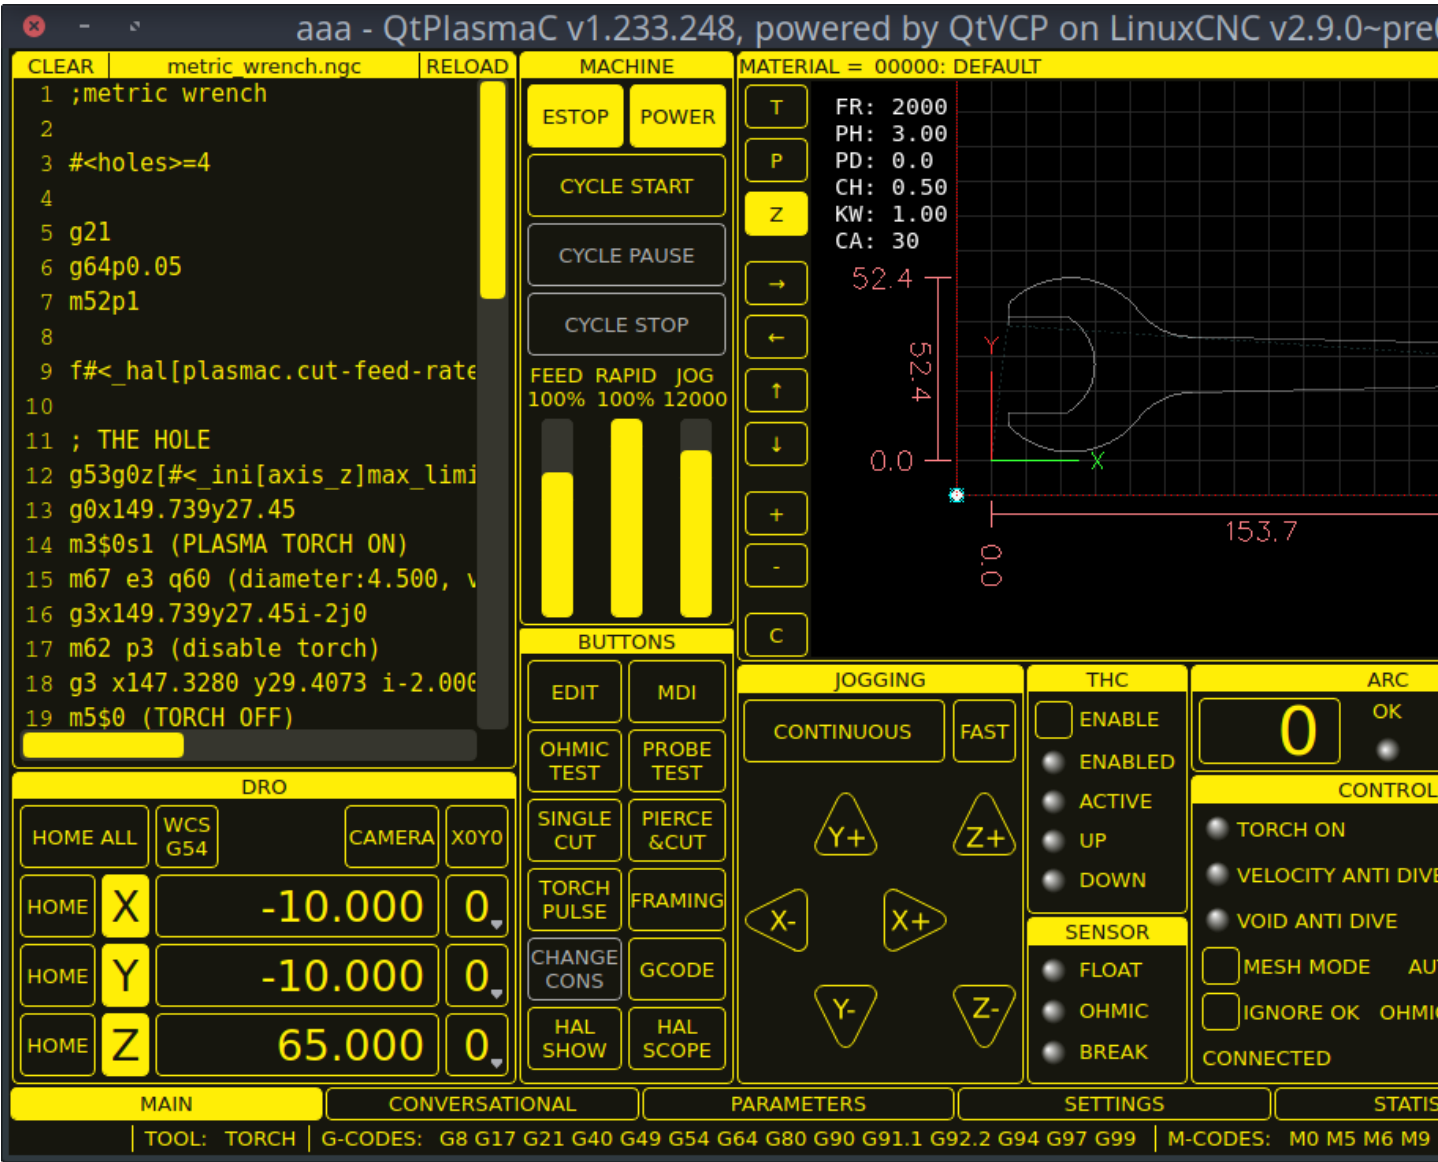 aaa - QtPlasmaC v1.233.248, powered by QtVCP on LinuxCNC v2.9.0~pre
CLEAR metric_wrench.ngc RELOAD
1 ;metric wrench
2
3 #<holes>=4
4
5 g21
6 g64p0.05
7 m52p1
8
9 f#<_hal[plasmac.cut-feed-rate
10
11 ; THE HOLE
12 g53g0z[#<_ini[axis_z]max_limi
13 g0x149.739y27.45
14 m3$0s1 (PLASMA TORCH ON)
15 m67 e3 q60 (diameter:4.500, v
16 g3x149.739y27.45i-2j0
17 m62 p3 (disable torch)
18 g3 x147.3280 y29.4073 i-2.000
19 m5$0 (TORCH OFF)
DRO
HOME ALL WCS G54 CAMERA X0Y0
HOME X -10.000 0
HOME Y -10.000 0
HOME Z 65.000 0
MACHINE
ESTOP POWER
CYCLE START
CYCLE PAUSE
CYCLE STOP
FEED RAPID JOG
100% 100% 12000
BUTTONS
EDIT MDI
OHMIC TEST PROBE TEST
SINGLE CUT PIERCE &CUT
TORCH PULSE FRAMING
CHANGE CONS GCODE
HAL SHOW HAL SCOPE
MATERIAL = 00000: DEFAULT
T
P
Z
→
←
↑
↓
+
-
C
FR: 2000
PH: 3.00
PD: 0.0
CH: 0.50
KW: 1.00
CA: 30
52.4
52.4
Y
0.0
X
153.7
0.0
JOGGING
CONTINUOUS FAST
Y+ Z+
X- X+
Y- Z-
THC
ENABLE
ENABLED
ACTIVE
UP
DOWN
SENSOR
FLOAT
OHMIC
BREAK
ARC
0 OK
CONTROL
TORCH ON
VELOCITY ANTI DIVE
VOID ANTI DIVE
MESH MODE AU
IGNORE OK OHMIC
CONNECTED
MAIN CONVERSATIONAL PARAMETERS SETTINGS STATIS
TOOL: TORCH G-CODES: G8 G17 G21 G40 G49 G54 G64 G80 G90 G91.1 G92.2 G94 G97 G99 M-CODES: M0 M5 M6 M9